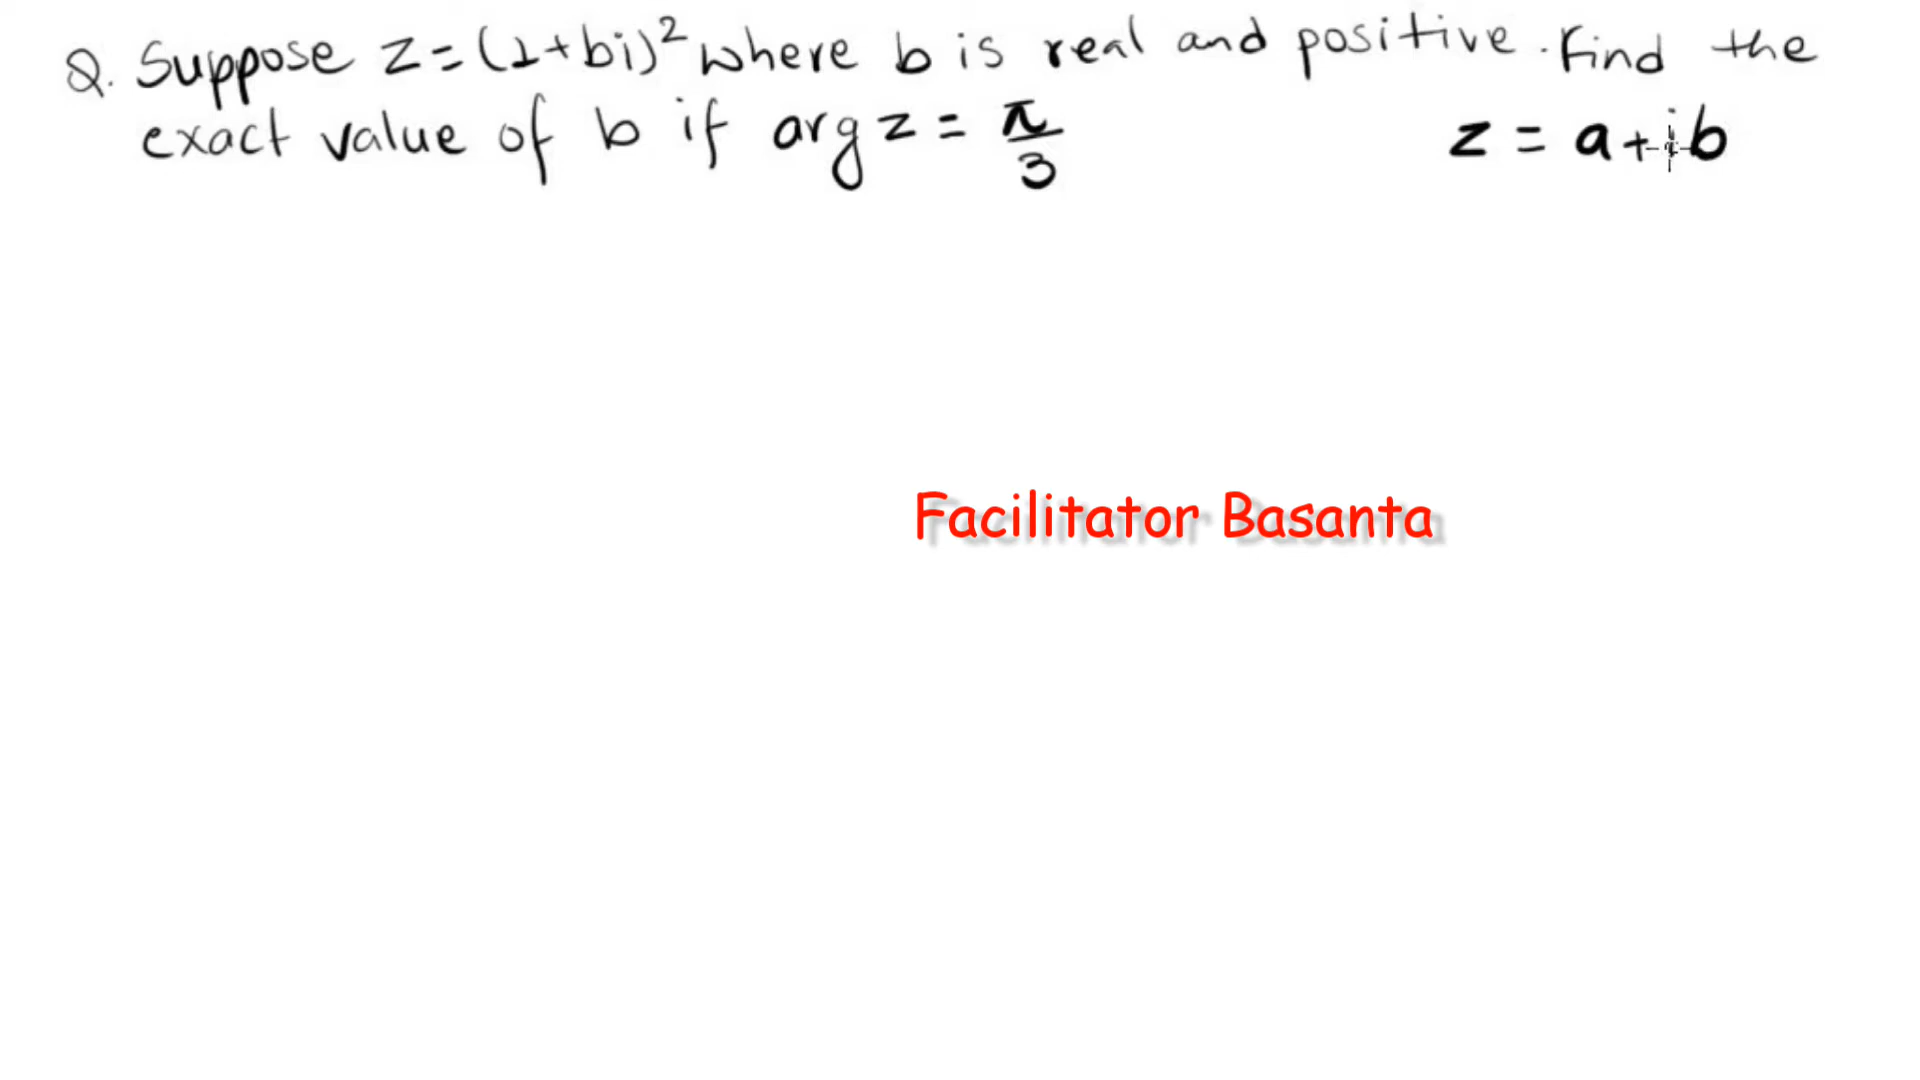 Q. Suppose z=(1+bi)² where b is real and positive. Find the
exact value of b if arg z = π/3
z = a+ib
Facilitator Basanta